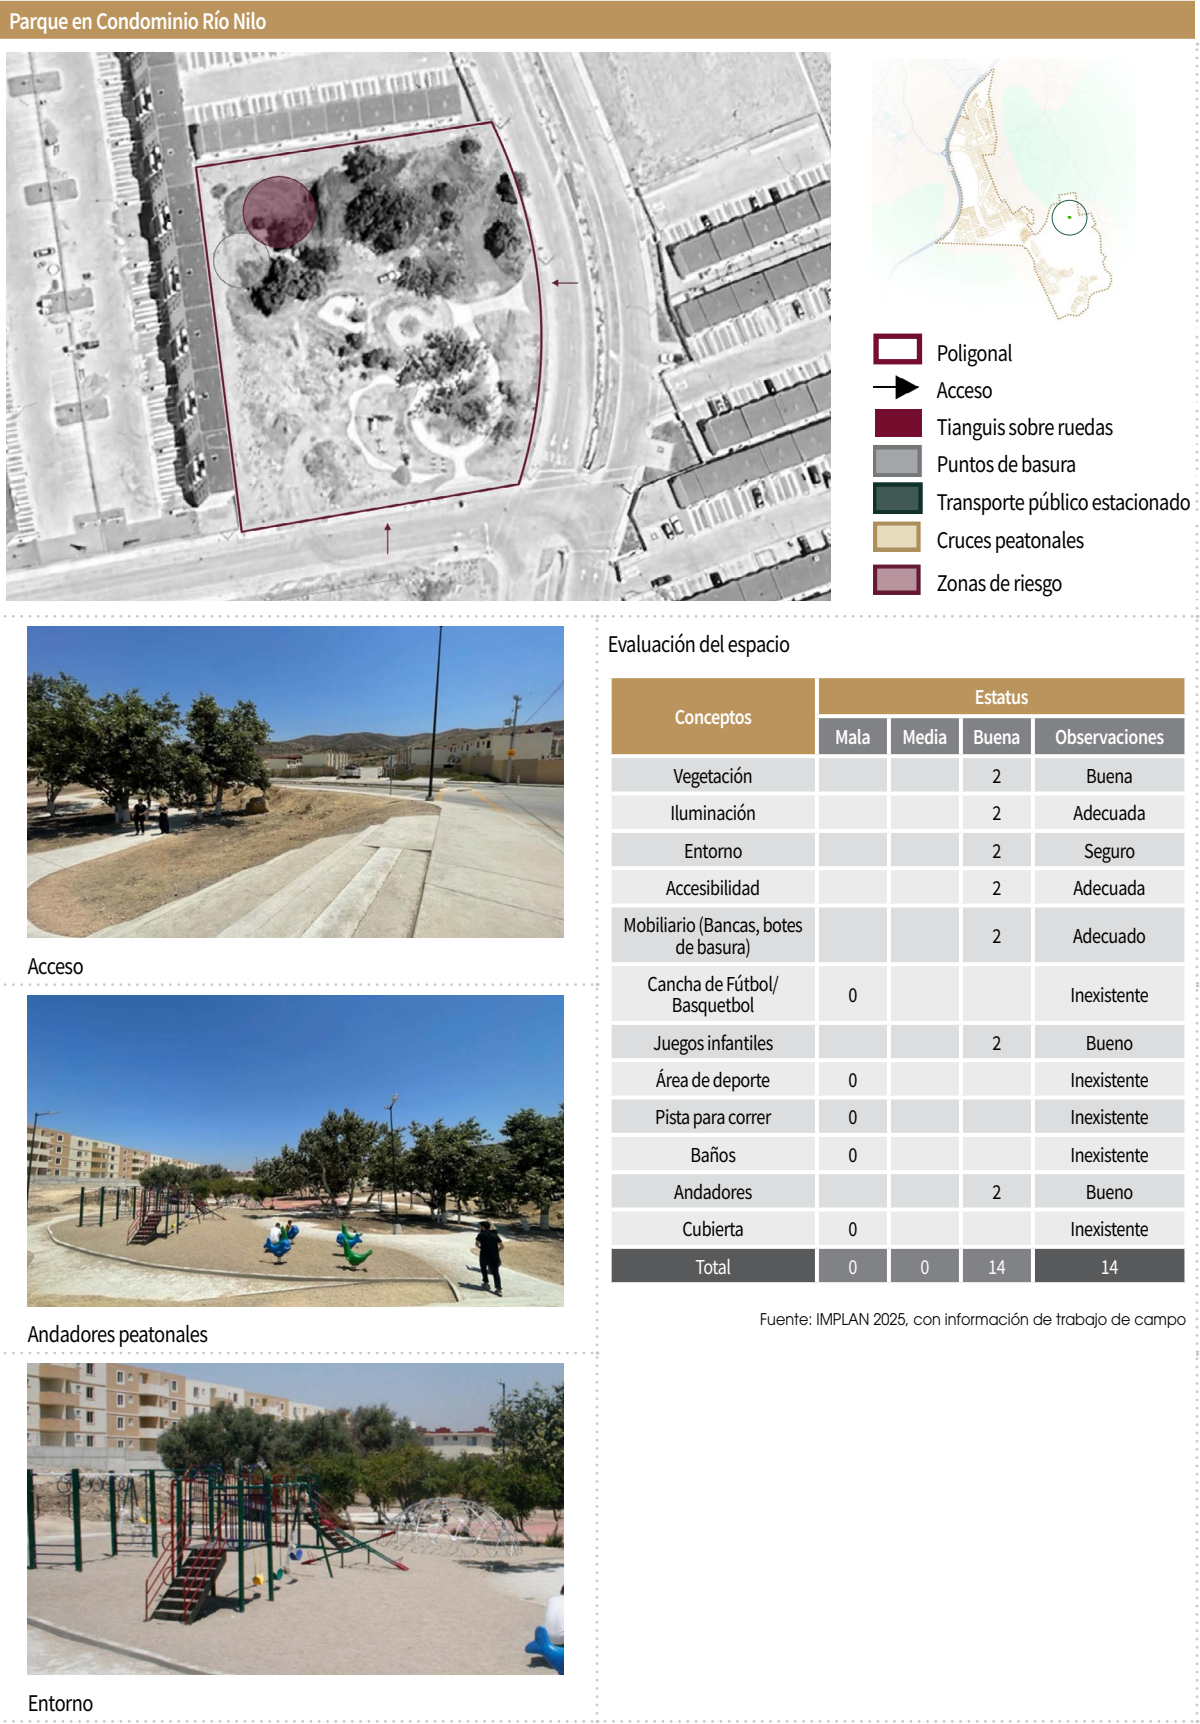 Parque en Condominio Río Nilo
Poligonal
Acceso
Tianguis sobre ruedas
Puntos de basura
Transporte público estacionado
Cruces peatonales
Zonas de riesgo
Acceso
Andadores peatonales
Entorno
Evaluación del espacio
Conceptos Estatus
Mala Media Buena Observaciones
Vegetación 2 Buena
Iluminación 2 Adecuada
Entorno 2 Seguro
Accesibilidad 2 Adecuada
Mobiliario (Bancas, botes
de basura) 2 Adecuado
Cancha de Fútbol/
Basquetbol 0 Inexistente
Juegos infantiles 2 Bueno
Área de deporte 0 Inexistente
Pista para correr 0 Inexistente
Baños 0 Inexistente
Andadores 2 Bueno
Cubierta 0 Inexistente
Total 0 0 14 14
Fuente: IMPLAN 2025, con información de trabajo de campo